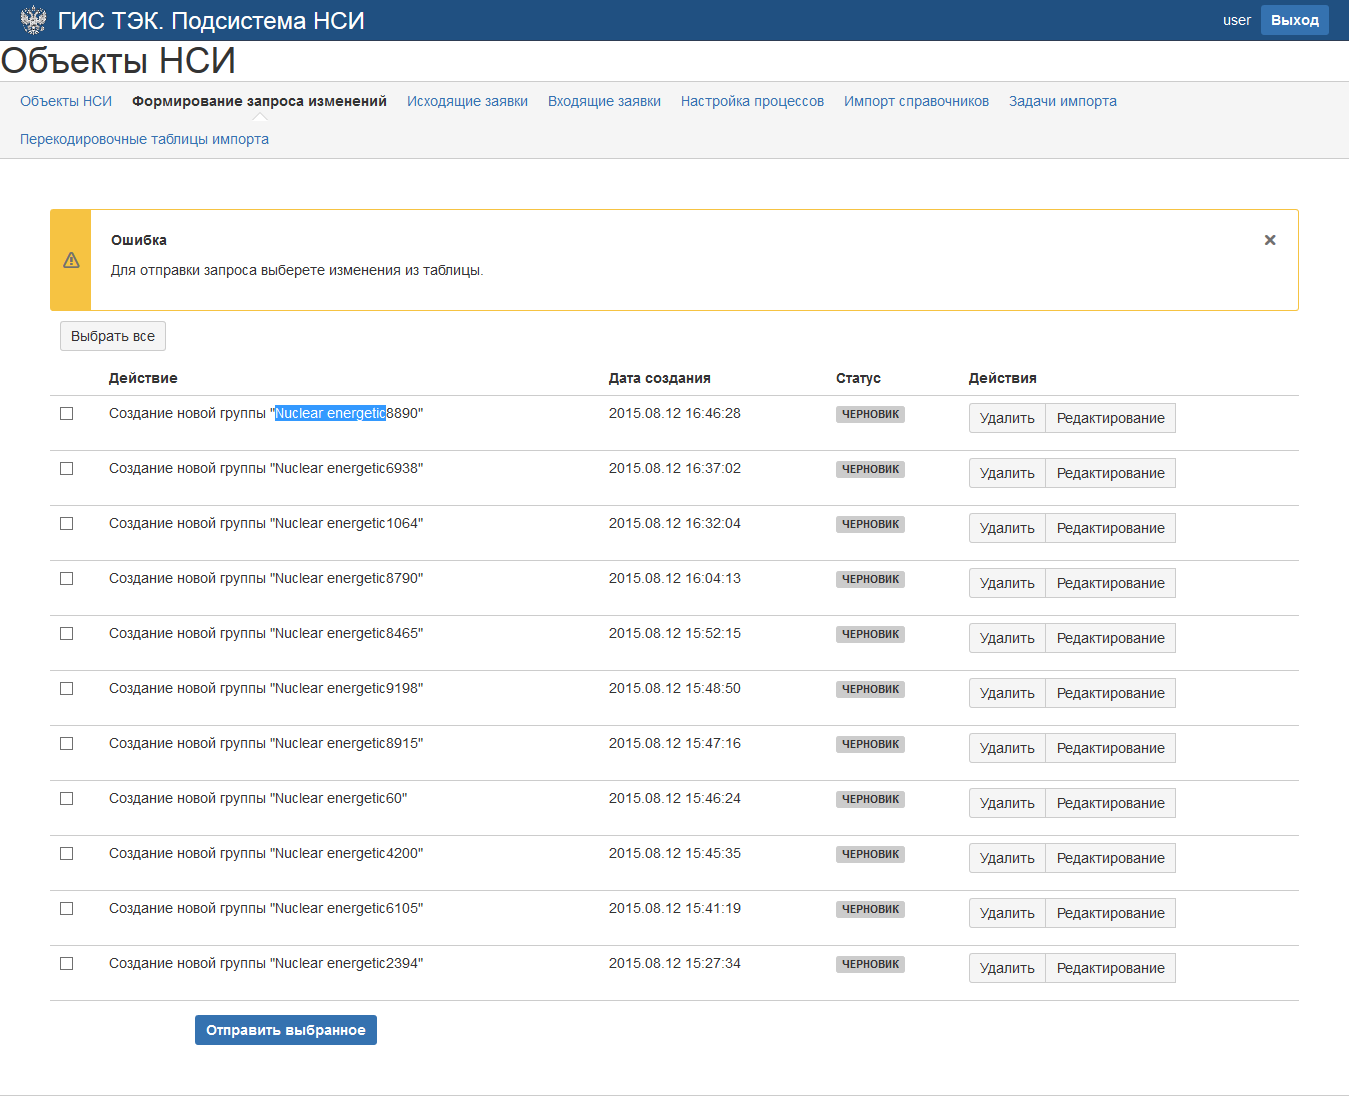 ГИС ТЭК. Подсистема НСИ
user Выход
Объекты НСИ
Объекты НСИ Формирование запроса изменений Исходящие заявки Входящие заявки Настройка процессов Импорт справочников Задачи импорта
Перекодировочные таблицы импорта
Ошибка
Для отправки запроса выберете изменения из таблицы.
Выбрать все
Действие Дата создания Статус Действия
Создание новой группы "Nuclear energetic8890" 2015.08.12 16:46:28 ЧЕРНОВИК Удалить Редактирование
Создание новой группы "Nuclear energetic6938" 2015.08.12 16:37:02 ЧЕРНОВИК Удалить Редактирование
Создание новой группы "Nuclear energetic1064" 2015.08.12 16:32:04 ЧЕРНОВИК Удалить Редактирование
Создание новой группы "Nuclear energetic8790" 2015.08.12 16:04:13 ЧЕРНОВИК Удалить Редактирование
Создание новой группы "Nuclear energetic8465" 2015.08.12 15:52:15 ЧЕРНОВИК Удалить Редактирование
Создание новой группы "Nuclear energetic9198" 2015.08.12 15:48:50 ЧЕРНОВИК Удалить Редактирование
Создание новой группы "Nuclear energetic8915" 2015.08.12 15:47:16 ЧЕРНОВИК Удалить Редактирование
Создание новой группы "Nuclear energetic60" 2015.08.12 15:46:24 ЧЕРНОВИК Удалить Редактирование
Создание новой группы "Nuclear energetic4200" 2015.08.12 15:45:35 ЧЕРНОВИК Удалить Редактирование
Создание новой группы "Nuclear energetic6105" 2015.08.12 15:41:19 ЧЕРНОВИК Удалить Редактирование
Создание новой группы "Nuclear energetic2394" 2015.08.12 15:27:34 ЧЕРНОВИК Удалить Редактирование
Отправить выбранное